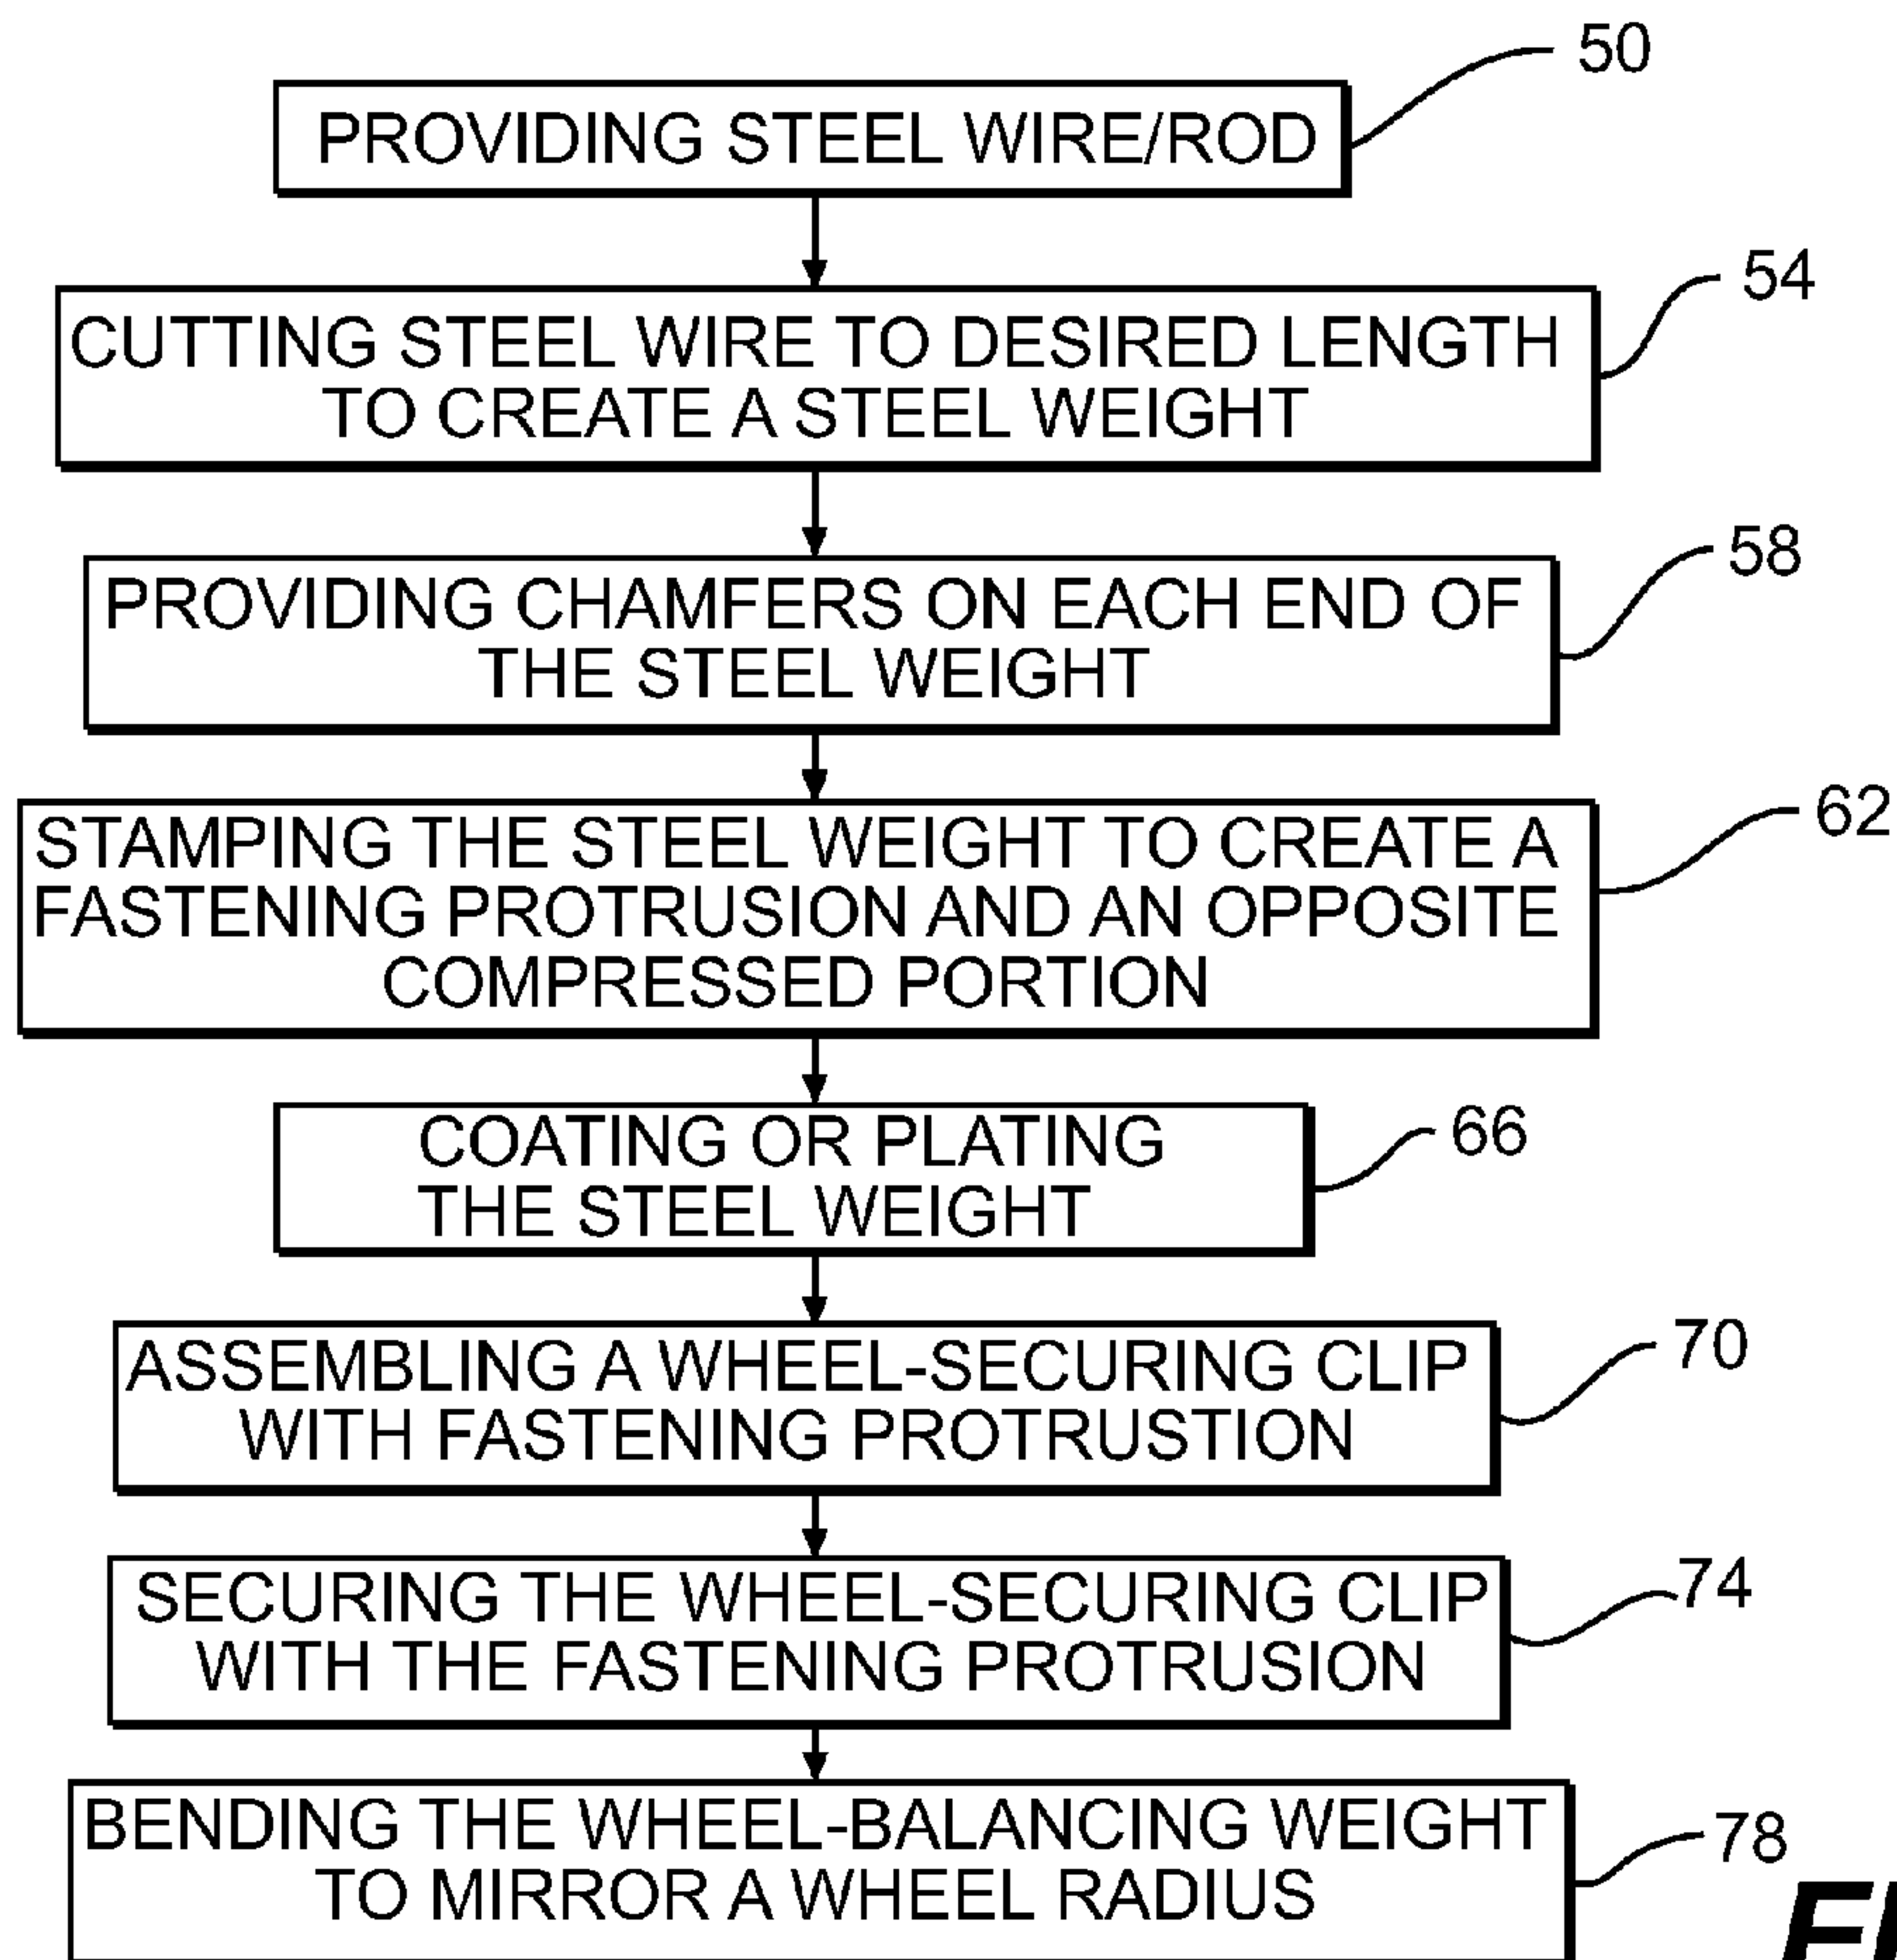 50
PROVIDING STEEL WIRE/ROD
54
CUTTING STEEL WIRE TO DESIRED LENGTH
TO CREATE A STEEL WEIGHT
58
PROVIDING CHAMFERS ON EACH END OF
THE STEEL WEIGHT
62
STAMPING THE STEEL WEIGHT TO CREATE A
FASTENING PROTRUSION AND AN OPPOSITE
COMPRESSED PORTION
66
COATING OR PLATING
THE STEEL WEIGHT
70
ASSEMBLING A WHEEL-SECURING CLIP
WITH FASTENING PROTRUSTION
74
SECURING THE WHEEL-SECURING CLIP
WITH THE FASTENING PROTRUSION
78
BENDING THE WHEEL-BALANCING WEIGHT
TO MIRROR A WHEEL RADIUS